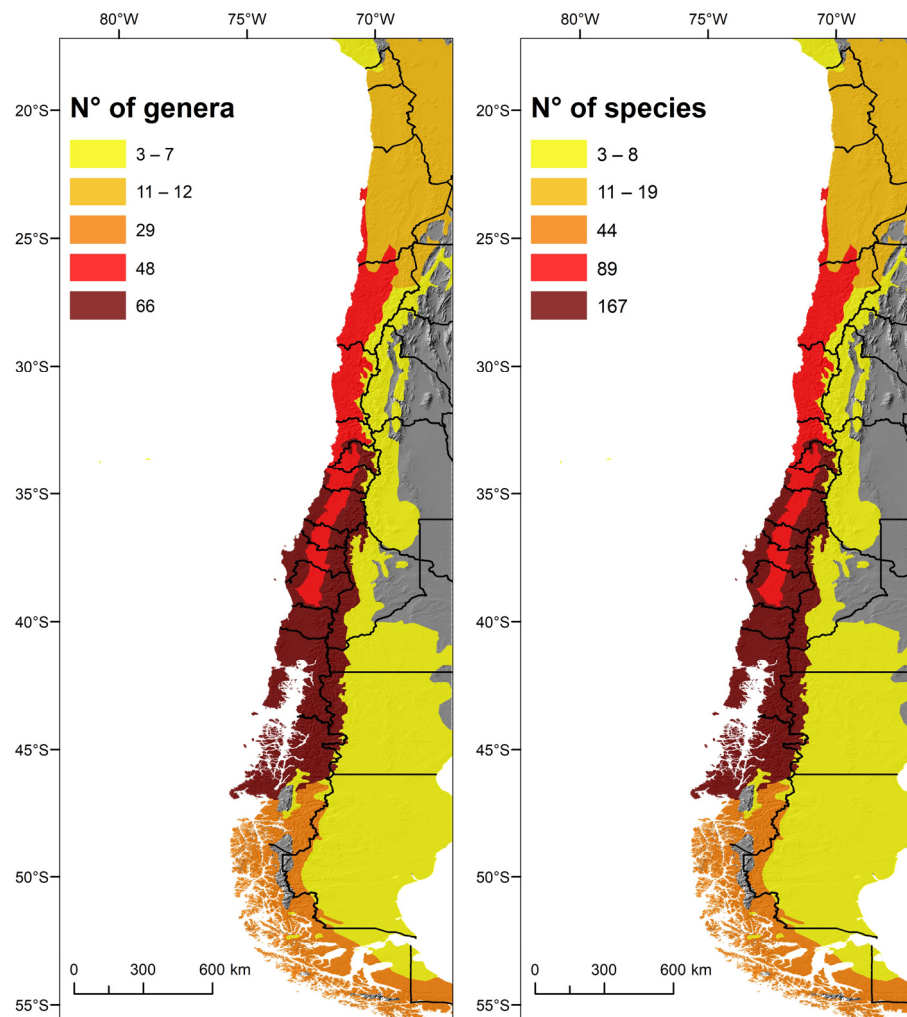 80°W 75°W 70°W 80°W 75°W 70°W
20°S 20°S
N° of genera N° of species
3 – 7 3 – 8
11 – 12 11 – 19
25°S 25°S
29 44
48 89
66 167
30°S 30°S
35°S 35°S
40°S 40°S
45°S 45°S
50°S 50°S
0 300 600 km 0 300 600 km
55°S 55°S